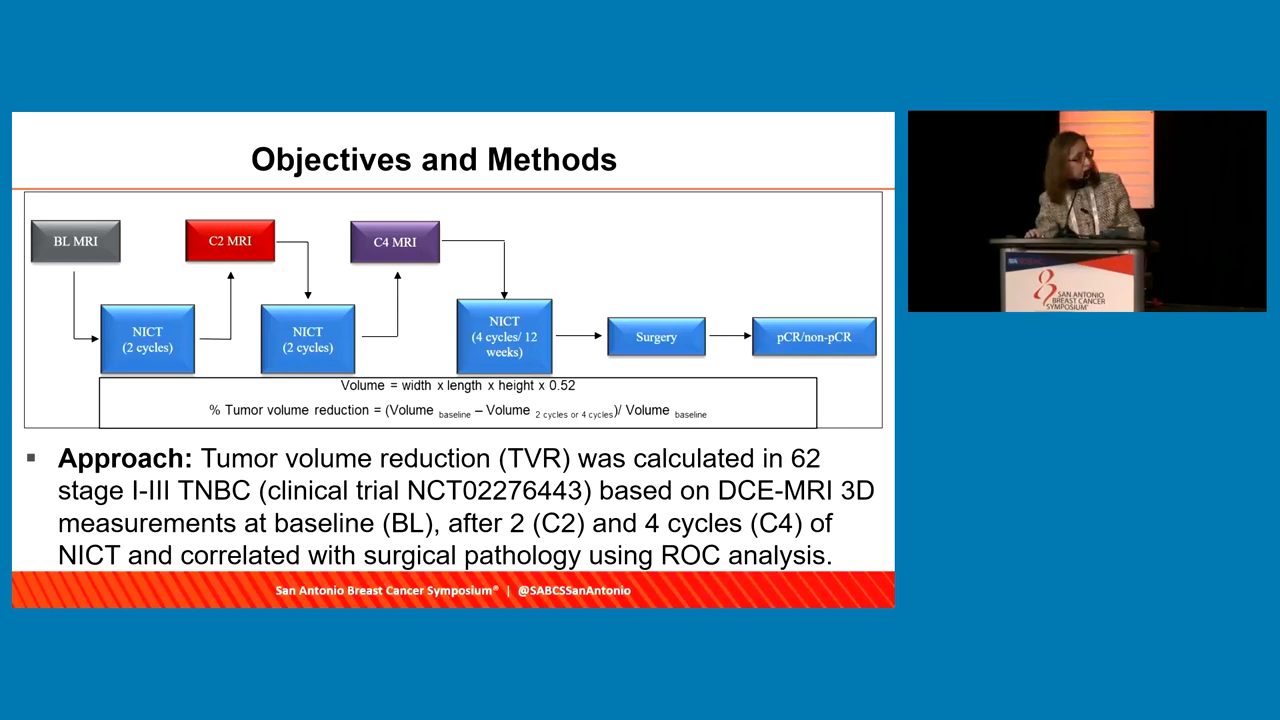 Objectives and Methods
BL MRI
C2 MRI
C4 MRI
NICT
(2 cycles)
NICT
(2 cycles)
NICT
(4 cycles/ 12
weeks)
Surgery
pCR/non-pCR
Volume = width x length x height x 0.52
% Tumor volume reduction = (Volume baseline – Volume 2 cycles or 4 cycles)/ Volume baseline
▪ Approach: Tumor volume reduction (TVR) was calculated in 62
stage I-III TNBC (clinical trial NCT02276443) based on DCE-MRI 3D
measurements at baseline (BL), after 2 (C2) and 4 cycles (C4) of
NICT and correlated with surgical pathology using ROC analysis.
San Antonio Breast Cancer Symposium® | @SABCSSanAntonio
SAN ANTONIO
BREAST CANCER
SYMPOSIUM®